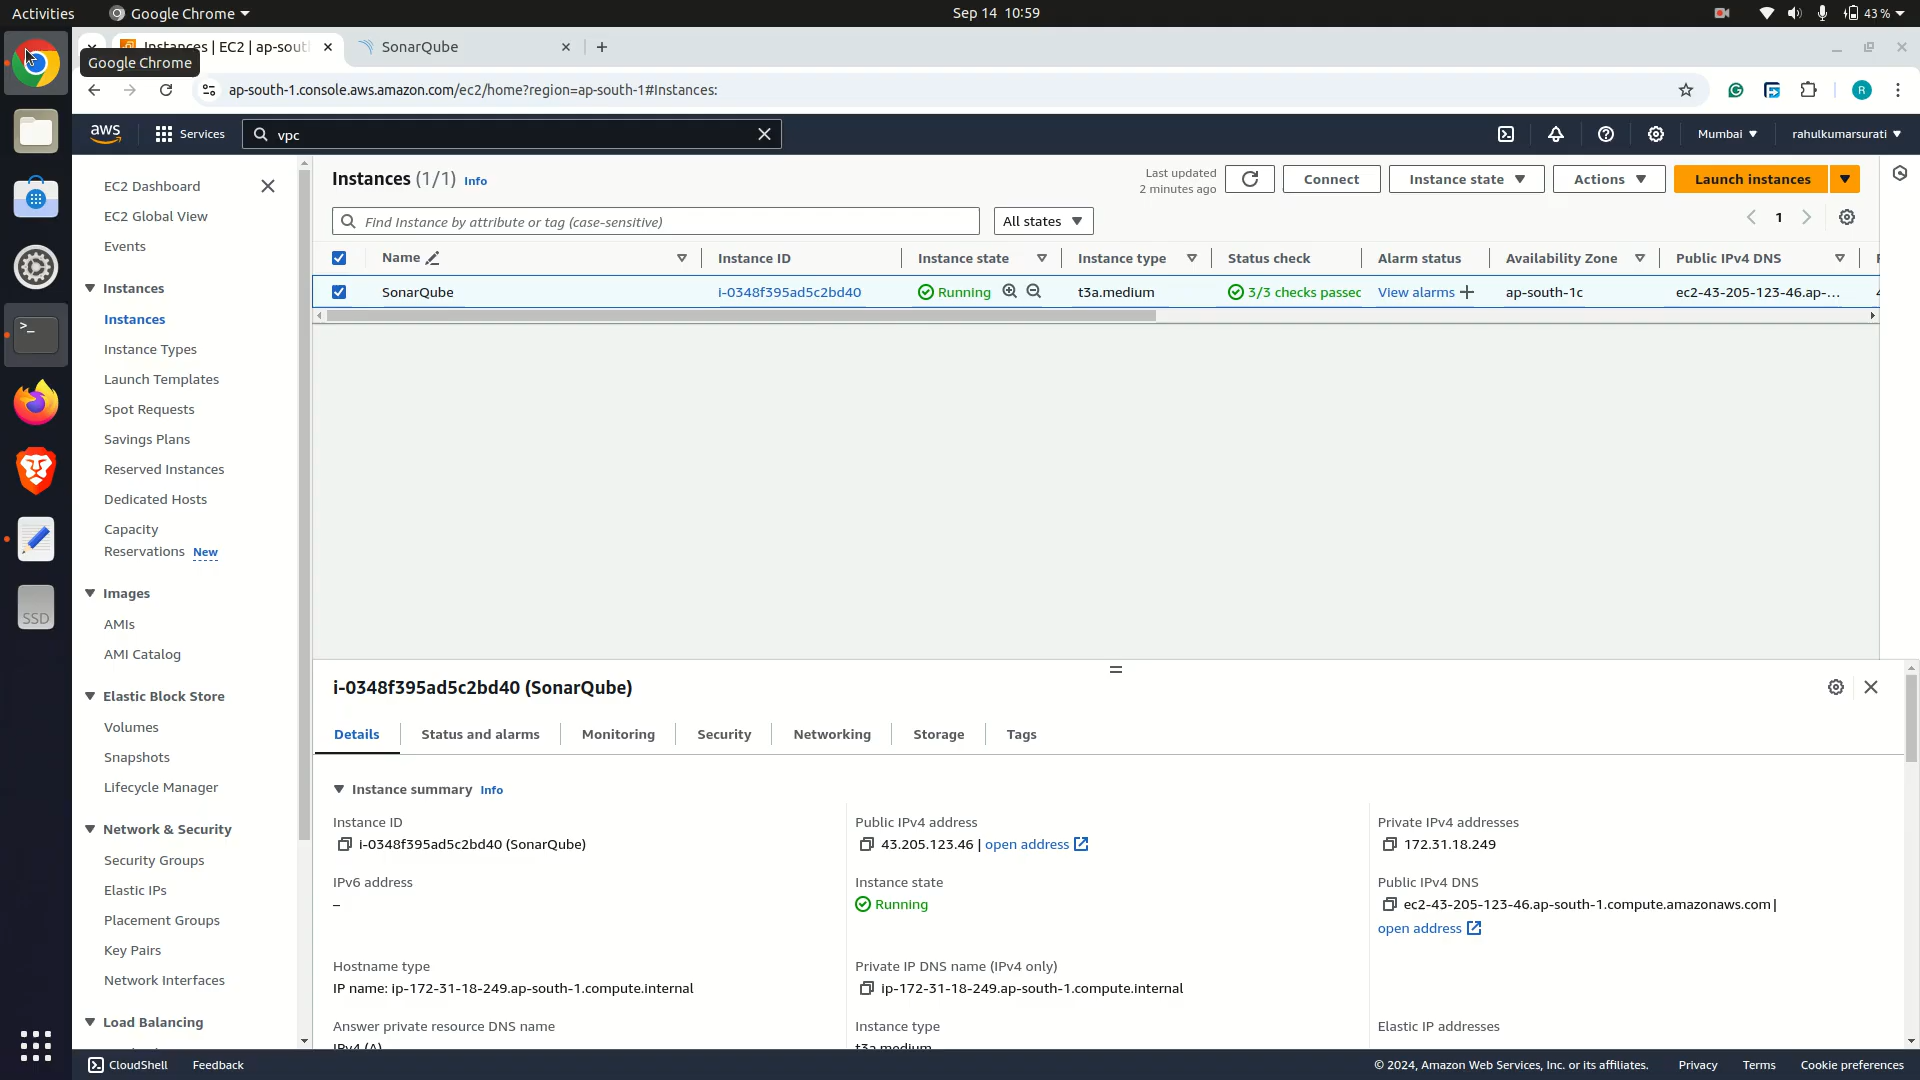 Activities
Google Chrome
Sep 14 10:59
43 %
Instances | EC2 | ap-sout
SonarQube
Google Chrome
ap-south-1.console.aws.amazon.com/ec2/home?region=ap-south-1#Instances:
R
aws
Services
vpc
Mumbai
rahulkumarsurati
EC2 Dashboard
EC2 Global View
Events
Instances
Instances
Instance Types
Launch Templates
Spot Requests
Savings Plans
Reserved Instances
Dedicated Hosts
Capacity
Reservations New
Images
AMIs
AMI Catalog
Elastic Block Store
Volumes
Snapshots
Lifecycle Manager
Network & Security
Security Groups
Elastic IPs
Placement Groups
Key Pairs
Network Interfaces
Load Balancing
SSD
Instances (1/1) Info
Last updated
2 minutes ago
Connect
Instance state
Actions
Launch instances
Find Instance by attribute or tag (case-sensitive)
All states
1
Name
Instance ID
Instance state
Instance type
Status check
Alarm status
Availability Zone
Public IPv4 DNS
SonarQube
i-0348f395ad5c2bd40
Running
t3a.medium
3/3 checks passec
View alarms
ap-south-1c
ec2-43-205-123-46.ap-...
i-0348f395ad5c2bd40 (SonarQube)
Details
Status and alarms
Monitoring
Security
Networking
Storage
Tags
Instance summary Info
Instance ID
i-0348f395ad5c2bd40 (SonarQube)
Public IPv4 address
43.205.123.46 | open address
Private IPv4 addresses
172.31.18.249
IPv6 address
–
Instance state
Running
Public IPv4 DNS
ec2-43-205-123-46.ap-south-1.compute.amazonaws.com |
open address
Hostname type
IP name: ip-172-31-18-249.ap-south-1.compute.internal
Private IP DNS name (IPv4 only)
ip-172-31-18-249.ap-south-1.compute.internal
Answer private resource DNS name
IPv4 (A)
Instance type
t3a.medium
Elastic IP addresses
CloudShell
Feedback
© 2024, Amazon Web Services, Inc. or its affiliates.
Privacy
Terms
Cookie preferences